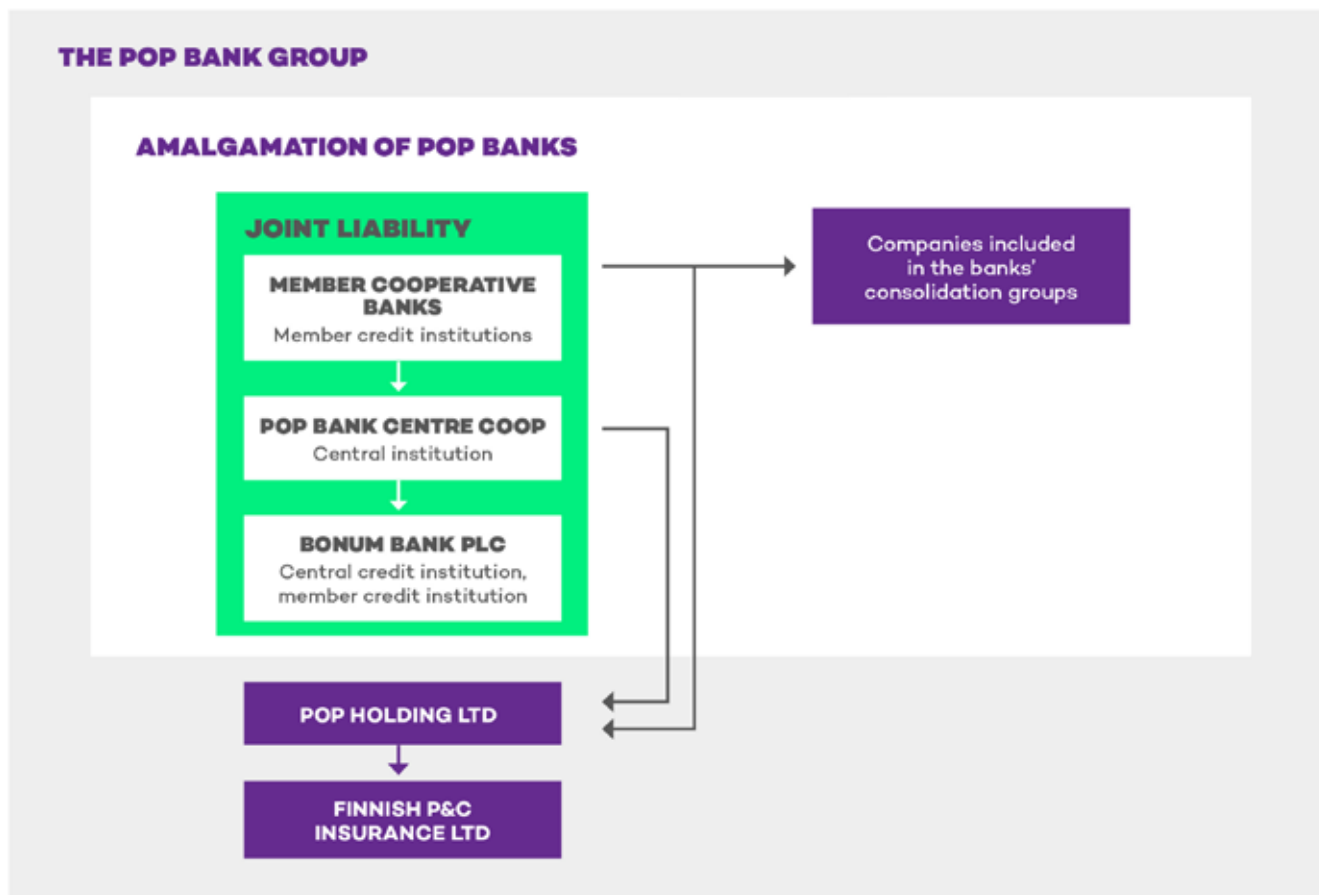 THE POP BANK GROUP
AMALGAMATION OF POP BANKS
JOINT LIABILITY
MEMBER COOPERATIVE
BANKS
Member credit institutions
POP BANK CENTRE COOP
Central institution
BONUM BANK PLC
Central credit institution,
member credit institution
Companies included
in the banks’
consolidation groups
POP HOLDING LTD
FINNISH P&C
INSURANCE LTD